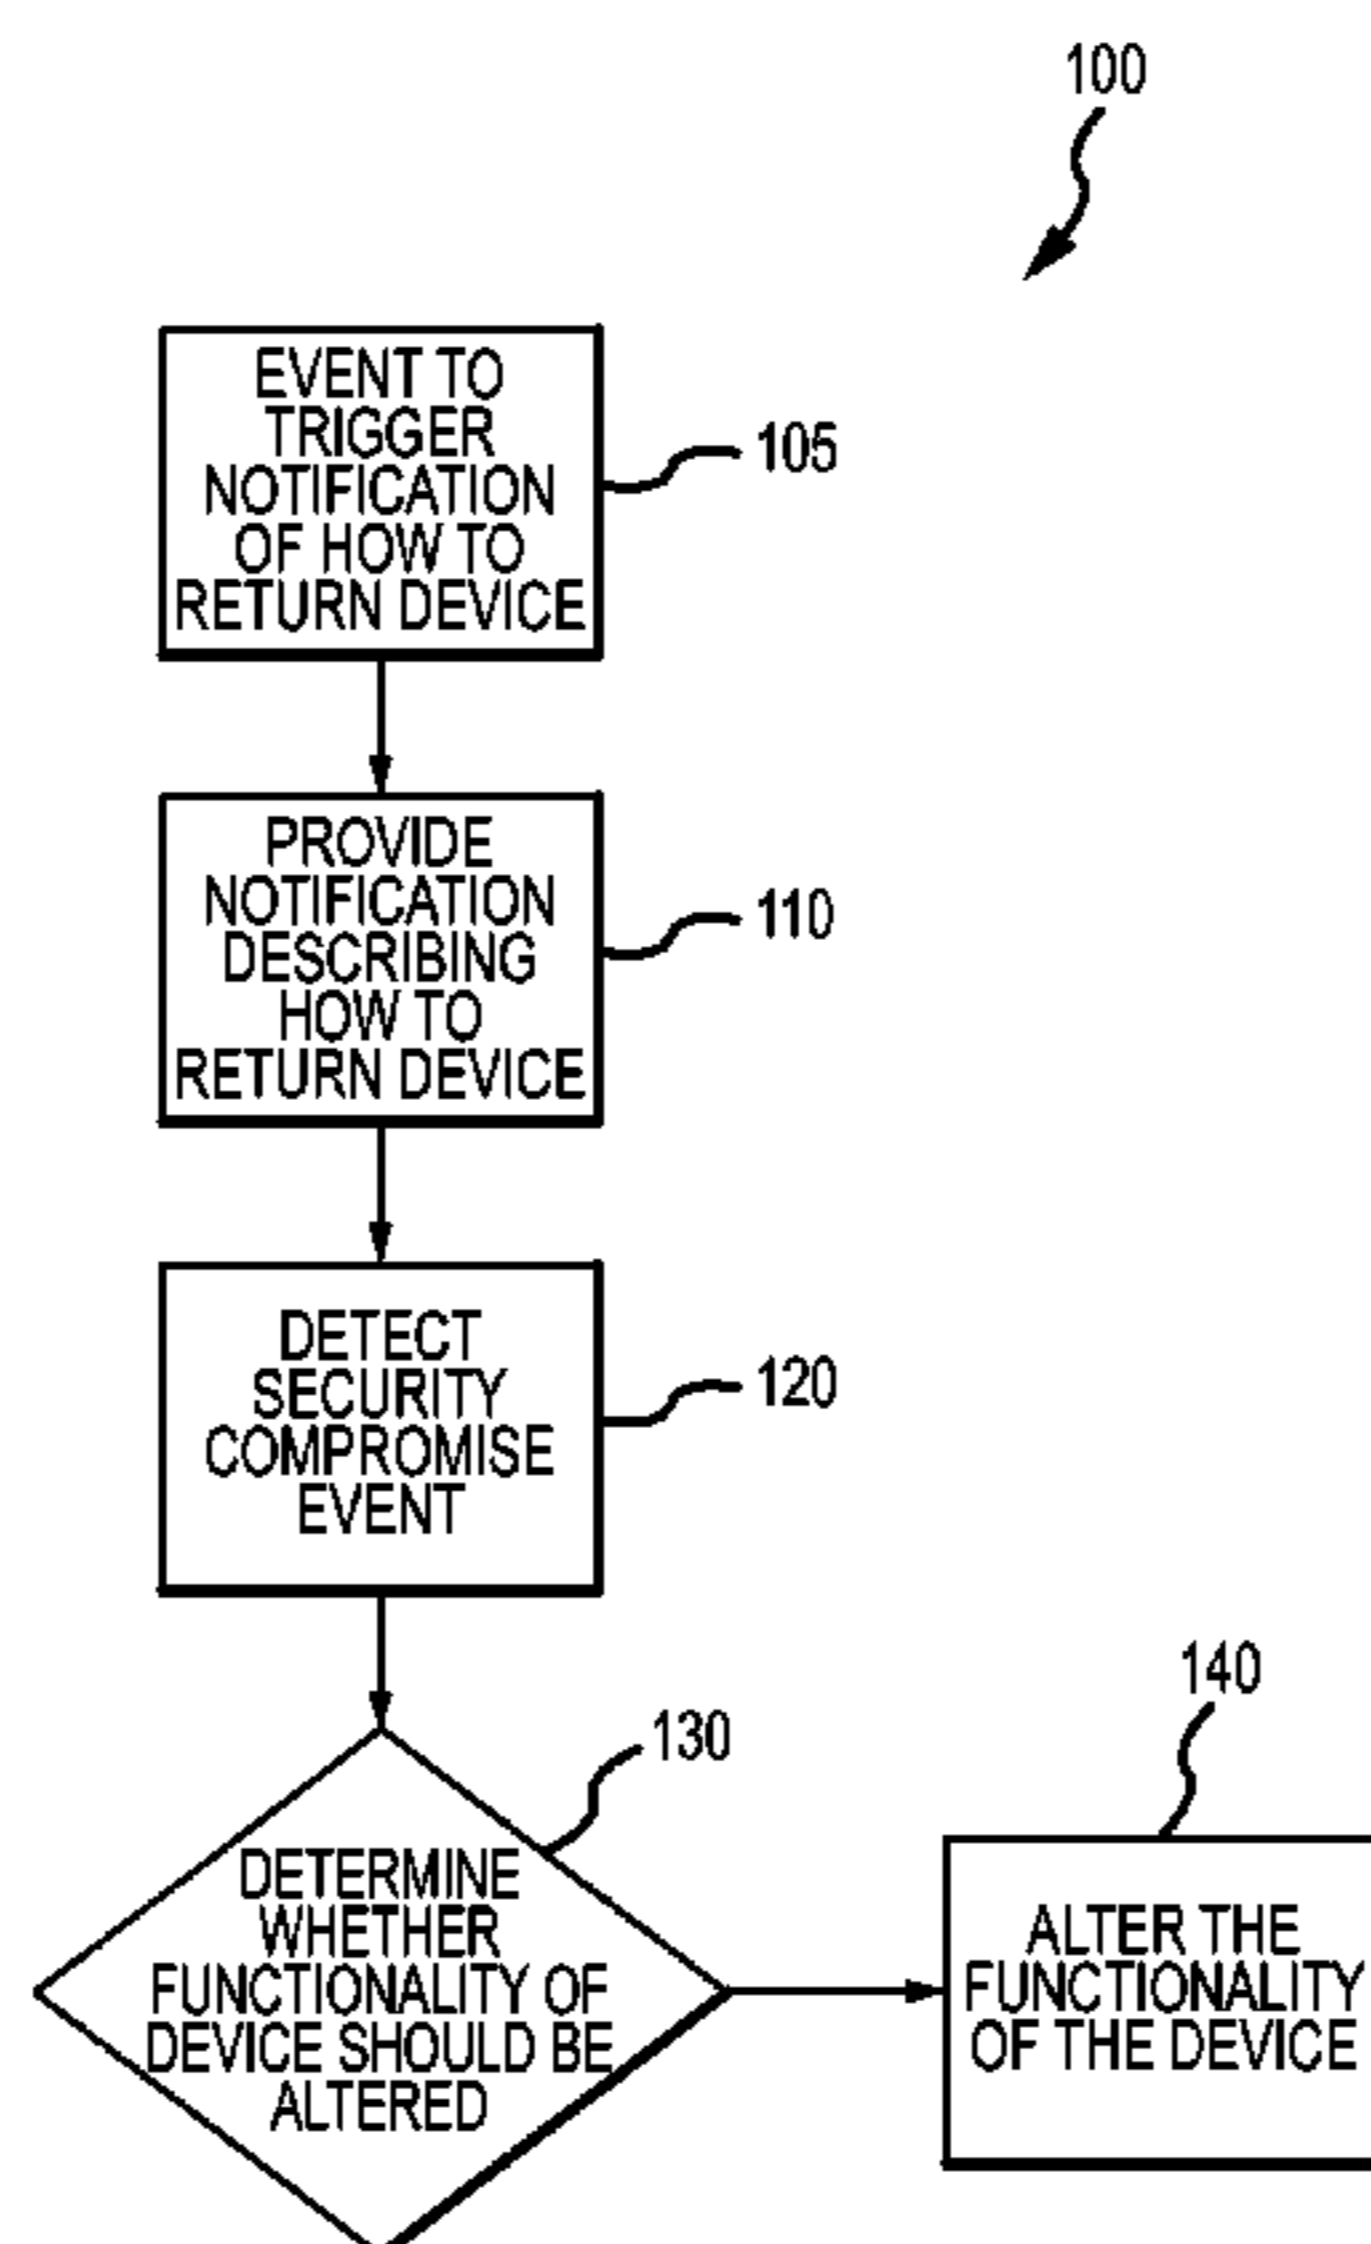 100
EVENT TO
TRIGGER
NOTIFICATION
OF HOW TO
RETURN DEVICE
105
PROVIDE
NOTIFICATION
DESCRIBING
HOW TO
RETURN DEVICE
110
DETECT
SECURITY
COMPROMISE
EVENT
120
130
DETERMINE
WHETHER
FUNCTIONALITY OF
DEVICE SHOULD BE
ALTERED
140
ALTER THE
FUNCTIONALITY
OF THE DEVICE